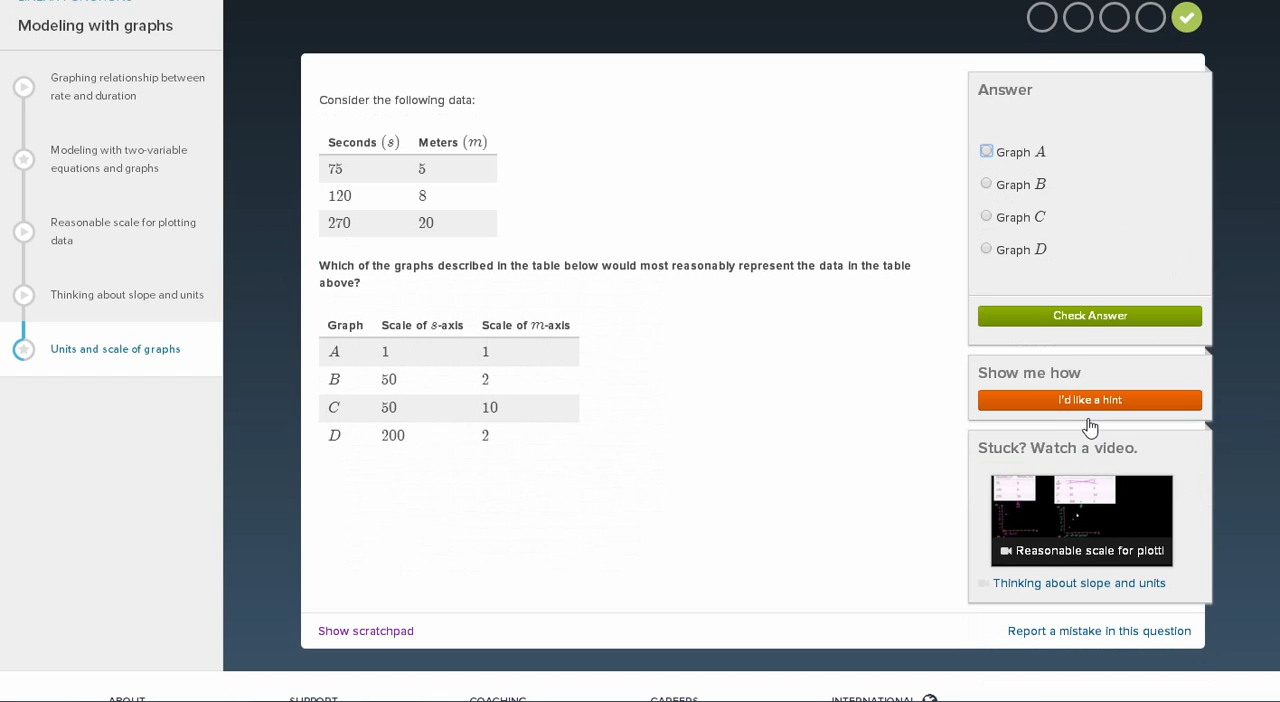 Modeling with graphs
Graphing relationship between
rate and duration
Modeling with two-variable
equations and graphs
Reasonable scale for plotting
data
Thinking about slope and units
Units and scale of graphs
Consider the following data:
Seconds (s) Meters (m)
75 5
120 8
270 20
Which of the graphs described in the table below would most reasonably represent the data in the table
above?
Graph Scale of s-axis Scale of m-axis
A 1 1
B 50 2
C 50 10
D 200 2
Show scratchpad
Report a mistake in this question
Answer
Graph A
Graph B
Graph C
Graph D
Check Answer
Show me how
I'd like a hint
Stuck? Watch a video.
Reasonable scale for plotti
Thinking about slope and units
ABOUT SUPPORT COACHING CAREERS INTERNATIONAL